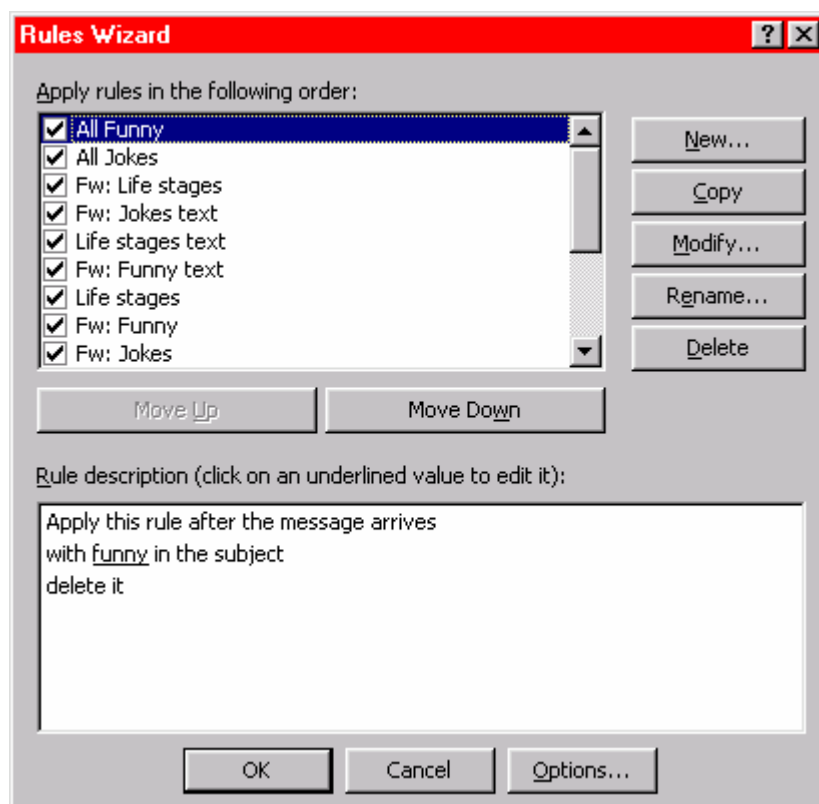 Rules Wizard
Apply rules in the following order:
All Funny
All Jokes
Fw: Life stages
Fw: Jokes text
Life stages text
Fw: Funny text
Life stages
Fw: Funny
Fw: Jokes
New...
Copy
Modify...
Rename...
Delete
Move Up
Move Down
Rule description (click on an underlined value to edit it):
Apply this rule after the message arrives
with funny in the subject
delete it
OK
Cancel
Options...